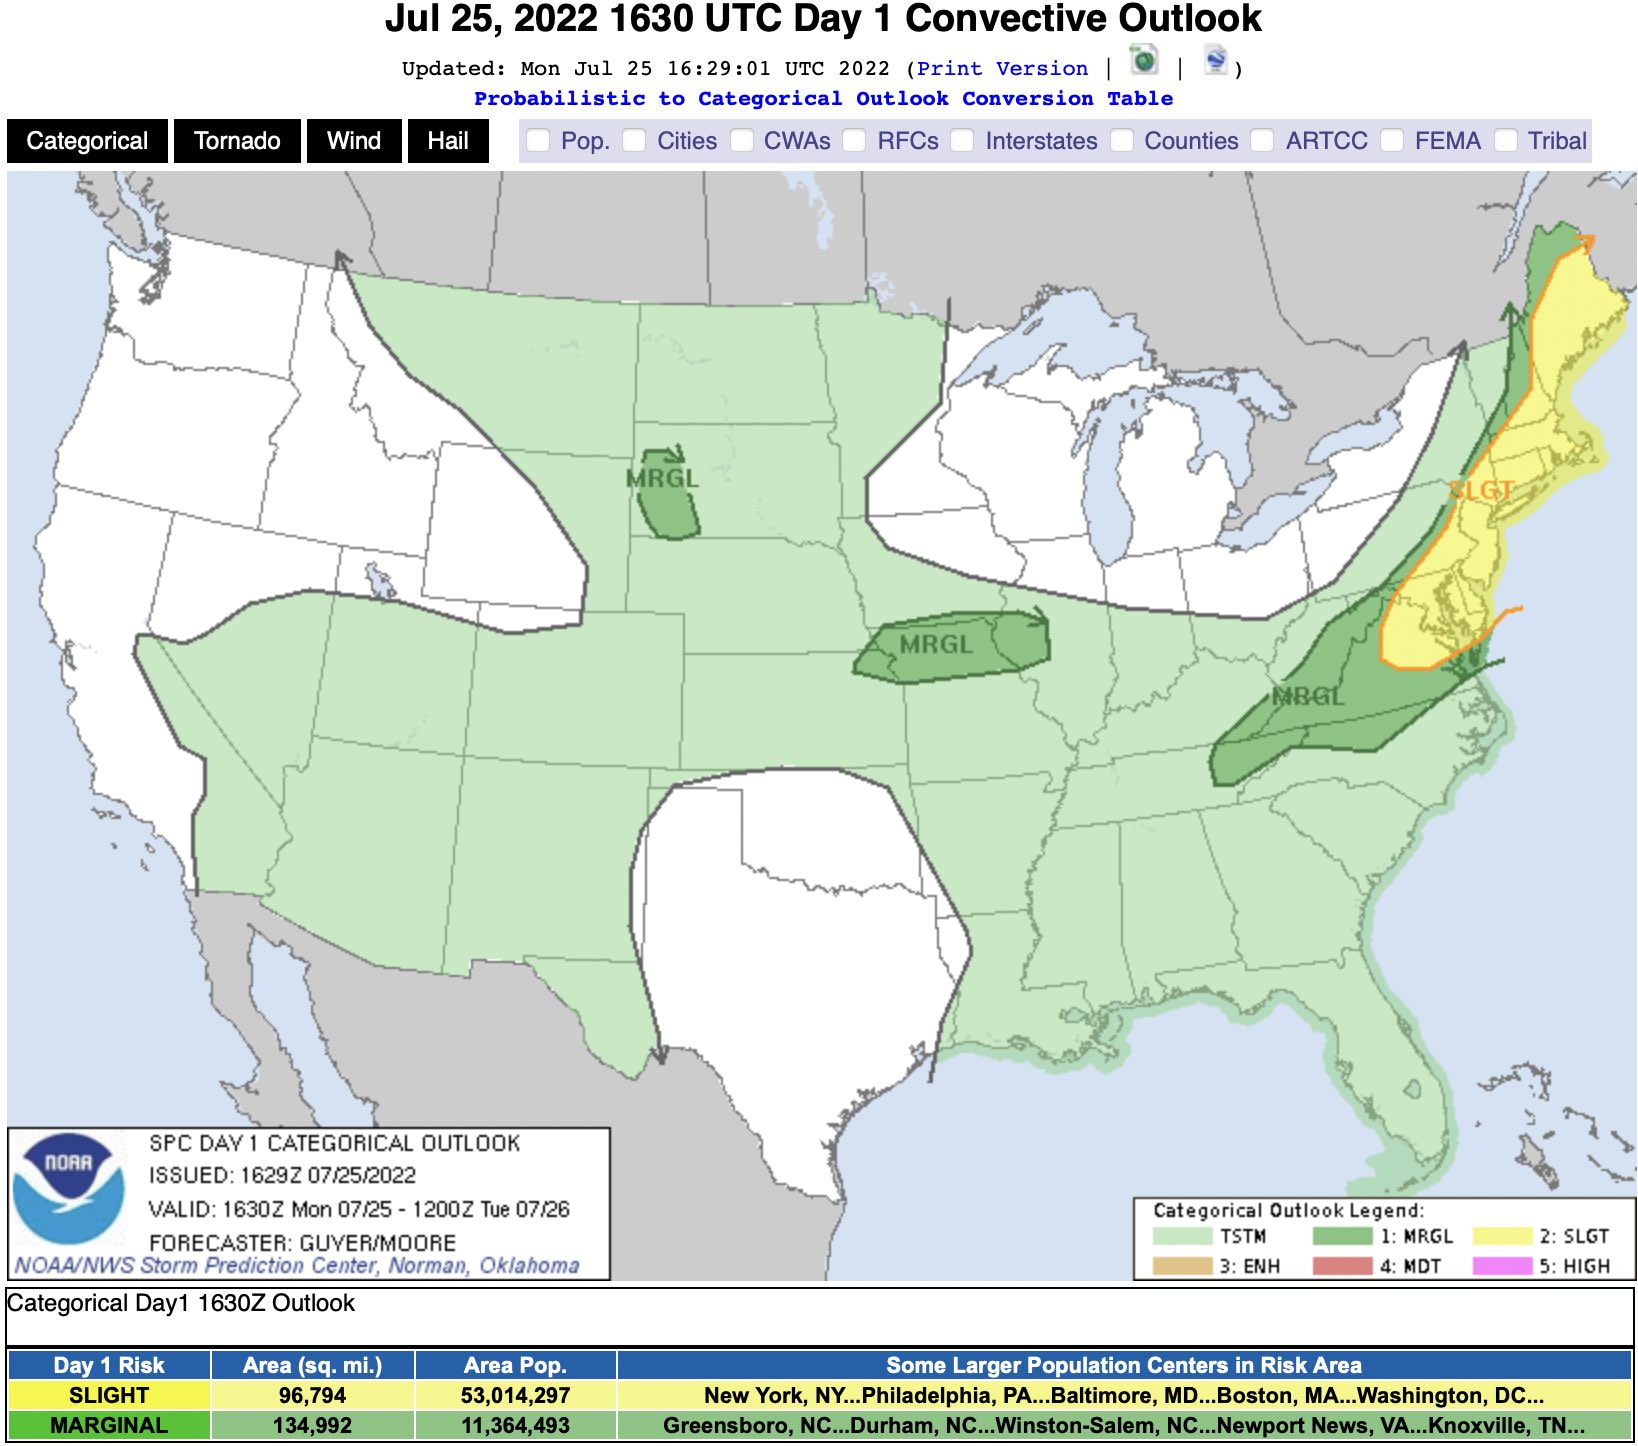 Jul 25, 2022 1630 UTC Day 1 Convective Outlook
Updated: Mon Jul 25 16:29:01 UTC 2022 (Print Version | | )
Probabilistic to Categorical Outlook Conversion Table
Categorical Tornado Wind Hail Pop. Cities CWAs RFCs Interstates Counties ARTCC FEMA Tribal
MRGL
SLGT
MRGL
MRGL
NOAA
SPC DAY 1 CATEGORICAL OUTLOOK
ISSUED: 1629Z 07/25/2022
VALID: 1630Z Mon 07/25 - 1200Z Tue 07/26
FORECASTER: GUYER/MOORE
NOAA/NWS Storm Prediction Center, Norman, Oklahoma
Categorical Outlook Legend:
TSTM 1: MRGL 2: SLGT
3: ENH 4: MDT 5: HIGH
Categorical Day1 1630Z Outlook
Day 1 Risk Area (sq. mi.) Area Pop. Some Larger Population Centers in Risk Area
SLIGHT 96,794 53,014,297 New York, NY...Philadelphia, PA...Baltimore, MD...Boston, MA...Washington, DC...
MARGINAL 134,992 11,364,493 Greensboro, NC...Durham, NC...Winston-Salem, NC...Newport News, VA...Knoxville, TN...